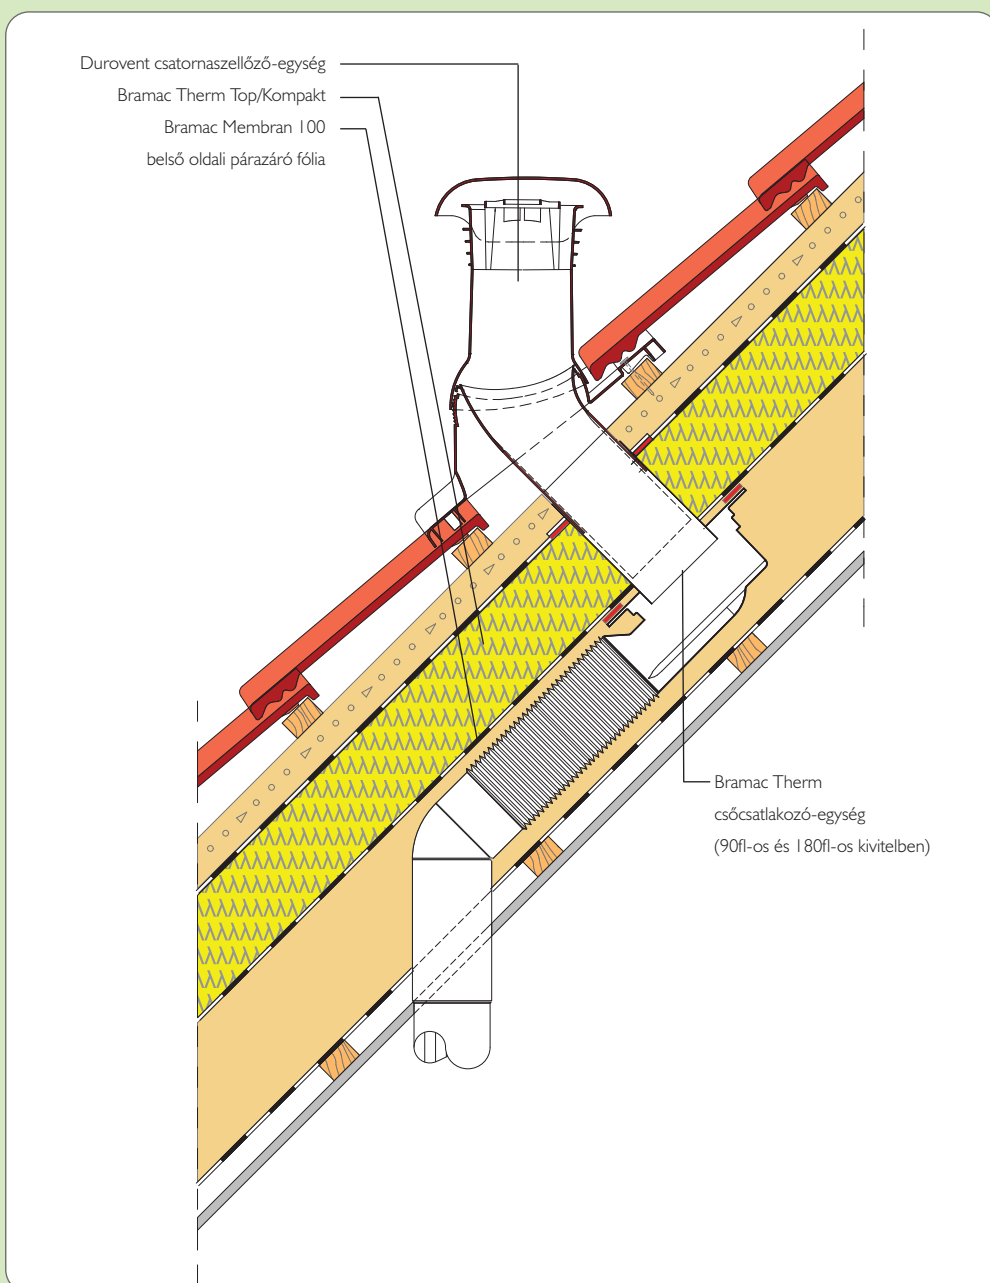 Durovent csatornaszellőző-egység
Bramac Therm Top/Kompakt
Bramac Membran 100
belső oldali párazáró fólia
Bramac Therm
csőcsatlakozó-egység
(90fl-os és 180fl-os kivitelben)